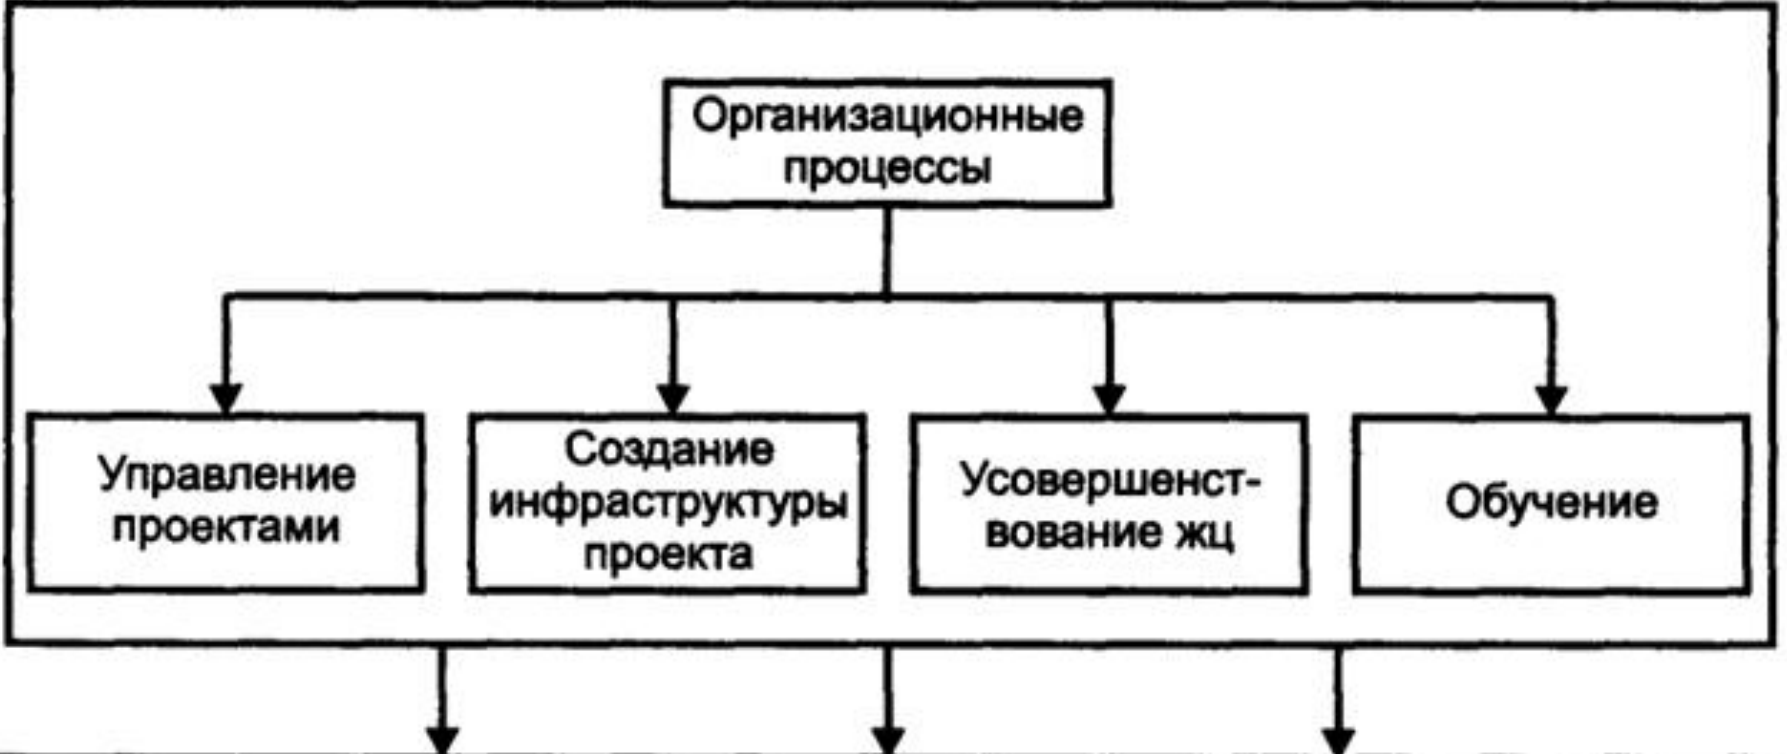 Организационные
процессы
Управление
проектами
Создание
инфраструктуры
проекта
Усовершенст-
вование жц
Обучение